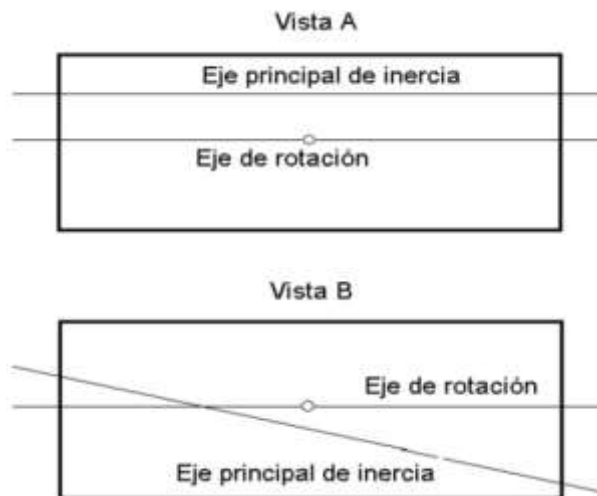 Vista A
Eje principal de inercia
Eje de rotación
Vista B
Eje de rotación
Eje principal de inercia